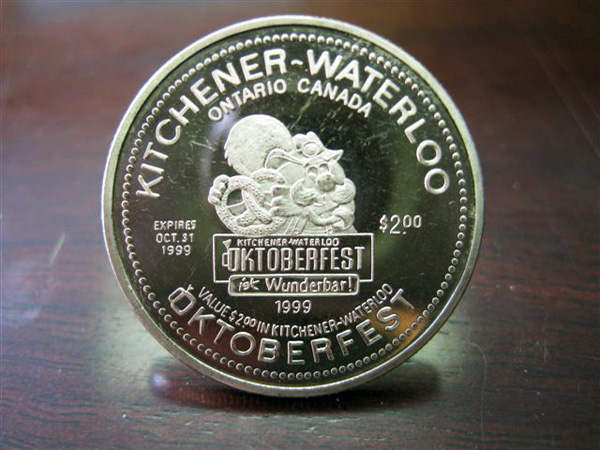 KITCHENER-WATERLOO
ONTARIO CANADA
EXPIRES
OCT. 31
1999
$2.00
KITCHENER-WATERLOO
OKTOBERFEST
ist Wunderbar!
1999
VALUE $2.00 IN KITCHENER-WATERLOO
OKTOBERFEST